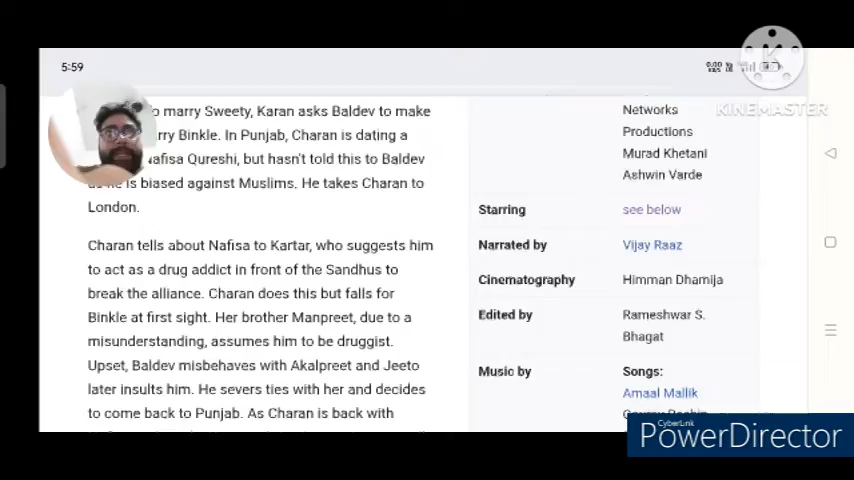 5:59
KINEMASTER
o marry Sweety, Karan asks Baldev to make
rry Binkle. In Punjab, Charan is dating a
afisa Qureshi, but hasn't told this to Baldev
as he is biased against Muslims. He takes Charan to
London.
Charan tells about Nafisa to Kartar, who suggests him
to act as a drug addict in front of the Sandhus to
break the alliance. Charan does this but falls for
Binkle at first sight. Her brother Manpreet, due to a
misunderstanding, assumes him to be druggist.
Upset, Baldev misbehaves with Akalpreet and Jeeto
later insults him. He severs ties with her and decides
to come back to Punjab. As Charan is back with
Networks
Productions
Murad Khetani
Ashwin Varde
Starring see below
Narrated by Vijay Raaz
Cinematography Himman Dhamija
Edited by Rameshwar S.
Bhagat
Music by Songs:
Amaal Mallik
CyberLink
PowerDirector